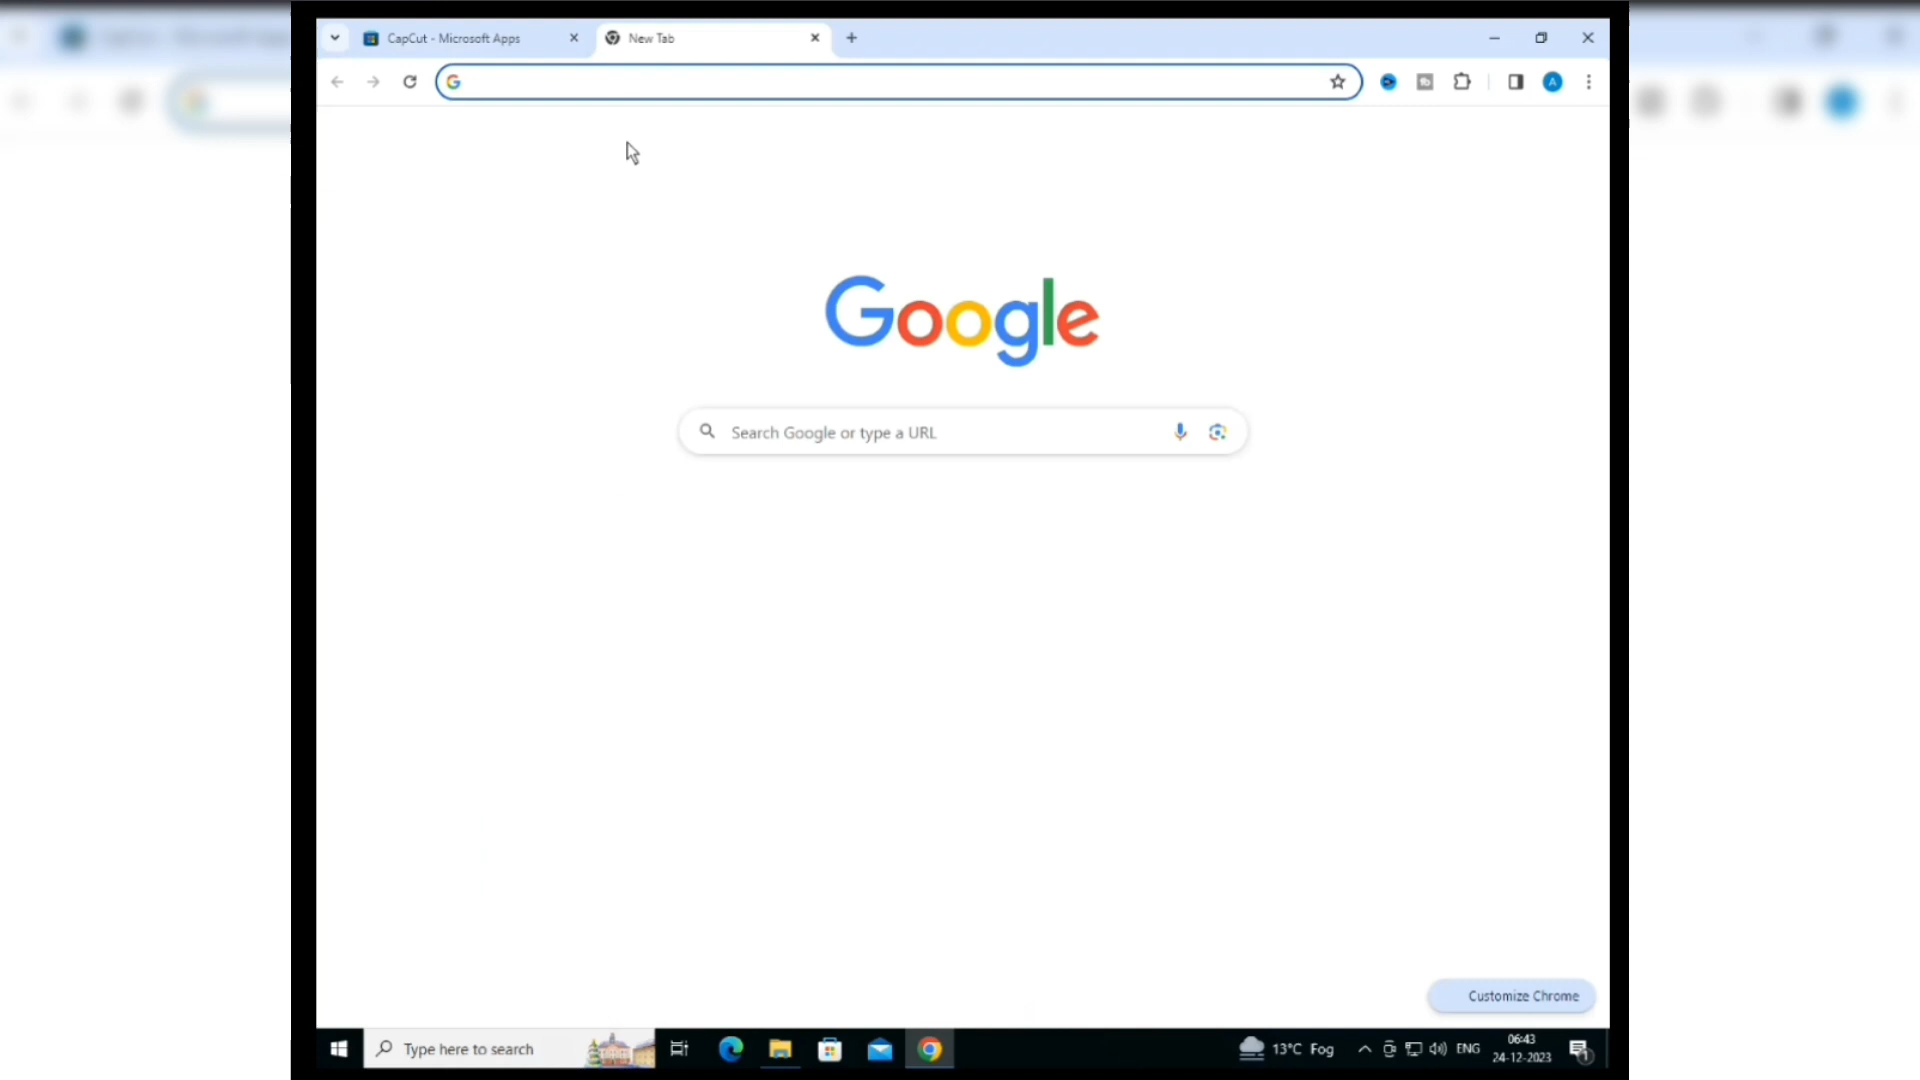 CapCut - Microsoft Apps
New Tab
Google
Search Google or type a URL
Customize Chrome
Type here to search
13°C Fog
ENG
06:43
24-12-2023
1